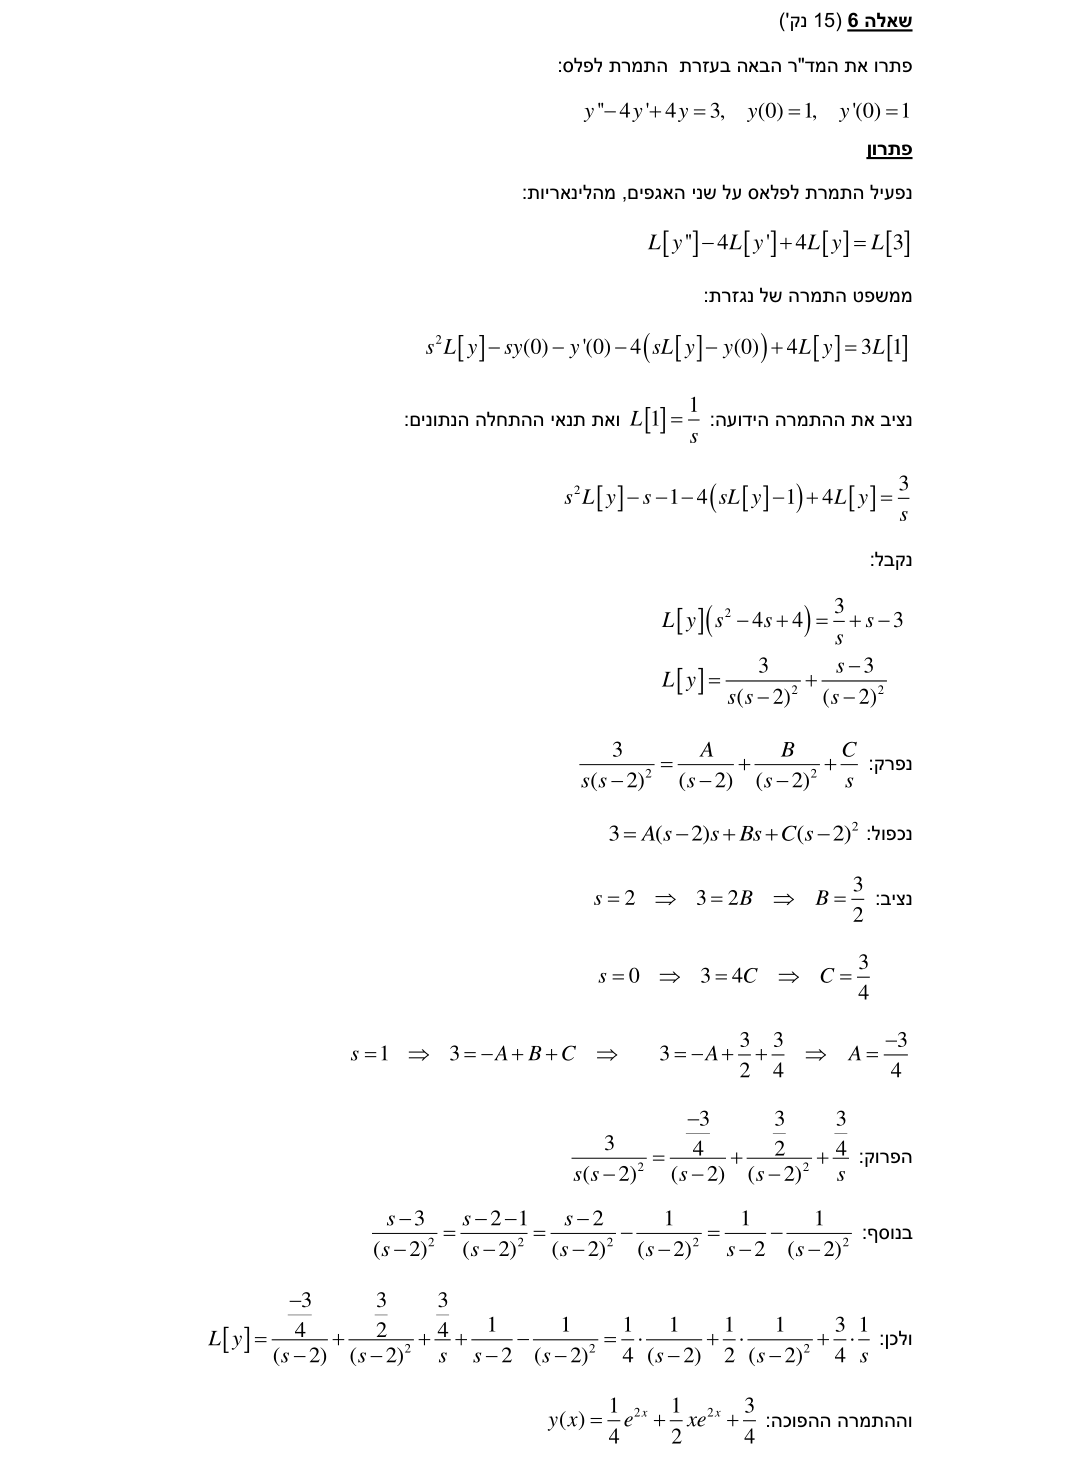 שאלה 6 (15 נק')
פתרו את המד"ר הבאה בעזרת התמרת לפלס:
y''−4y'+4y=3, y(0)=1, y'(0)=1
פתרון
נפעיל התמרת לפלאס על שני האגפים, מהלינאריות:
L[y'']−4L[y']+4L[y]=L[3]
ממשפט התמרה של נגזרת:
s²L[y]−sy(0)−y'(0)−4(sL[y]−y(0))+4L[y]=3L[1]
נציב את ההתמרה הידועה: L[1]=1/s ואת תנאי ההתחלה הנתונים:
s²L[y]−s−1−4(sL[y]−1)+4L[y]=3/s
נקבל:
L[y](s²−4s+4)=3/s+s−3
L[y]=3/(s(s−2)²)+(s−3)/(s−2)²
נפרק: 3/(s(s−2)²)=A/(s−2)+B/(s−2)²+C/s
נכפול: 3=A(s−2)s+Bs+C(s−2)²
נציב: s=2 ⇒ 3=2B ⇒ B=3/2
s=0 ⇒ 3=4C ⇒ C=3/4
s=1 ⇒ 3=−A+B+C ⇒ 3=−A+3/2+3/4 ⇒ A=−3/4
הפרוק: 3/(s(s−2)²)=(−3/4)/(s−2)+(3/2)/(s−2)²+(3/4)/s
בנוסף: (s−3)/(s−2)²=(s−2−1)/(s−2)²=(s−2)/(s−2)²−1/(s−2)²=1/(s−2)−1/(s−2)²
ולכן: L[y]=(−3/4)/(s−2)+(3/2)/(s−2)²+(3/4)/s+1/(s−2)−1/(s−2)²=1/4·1/(s−2)+1/2·1/(s−2)²+3/4·1/s
וההתמרה ההפוכה: y(x)=1/4e²ˣ+1/2xe²ˣ+3/4